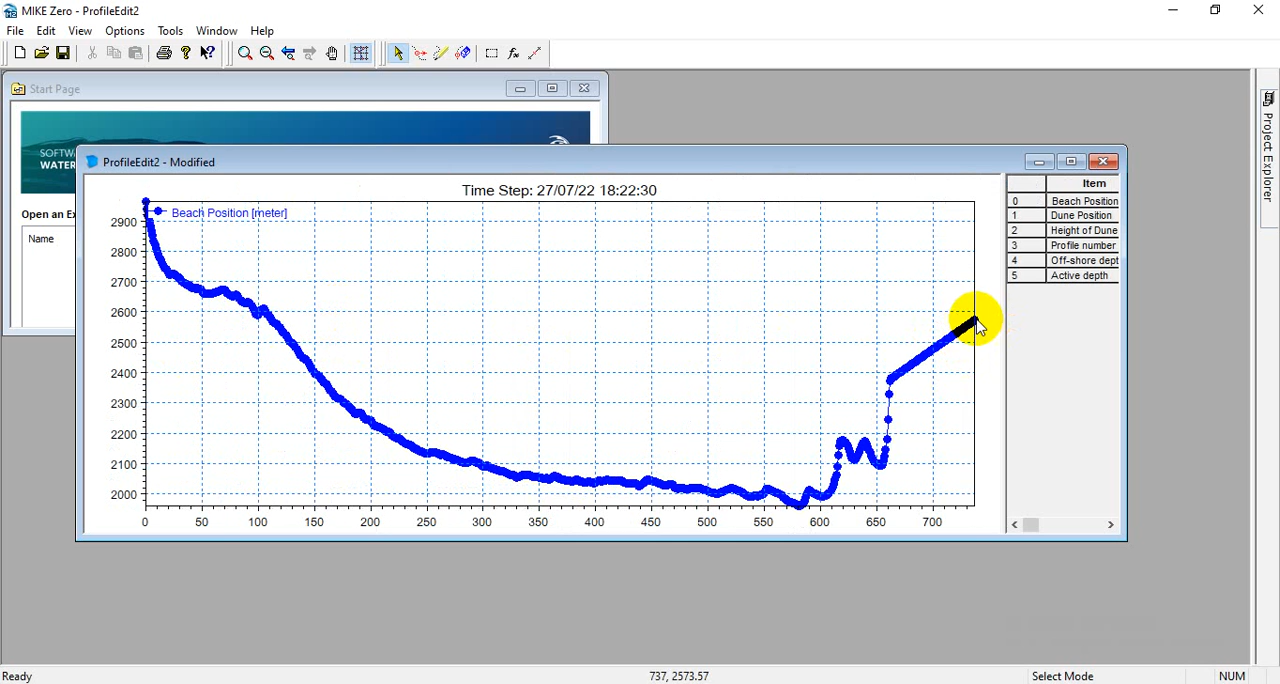 MIKE Zero - ProfileEdit2
File Edit View Options Tools Window Help
Start Page
SOFTW
WATER
Open an Ex
Name
ProfileEdit2 - Modified
Time Step: 27/07/22 18:22:30
Beach Position [meter]
2900
2800
2700
2600
2500
2400
2300
2200
2100
2000
0 50 100 150 200 250 300 350 400 450 500 550 600 650 700
Item
0 Beach Position
1 Dune Position
2 Height of Dune
3 Profile number
4 Off-shore dept
5 Active depth
Project Explorer
Ready 737, 2573.57 Select Mode NUM